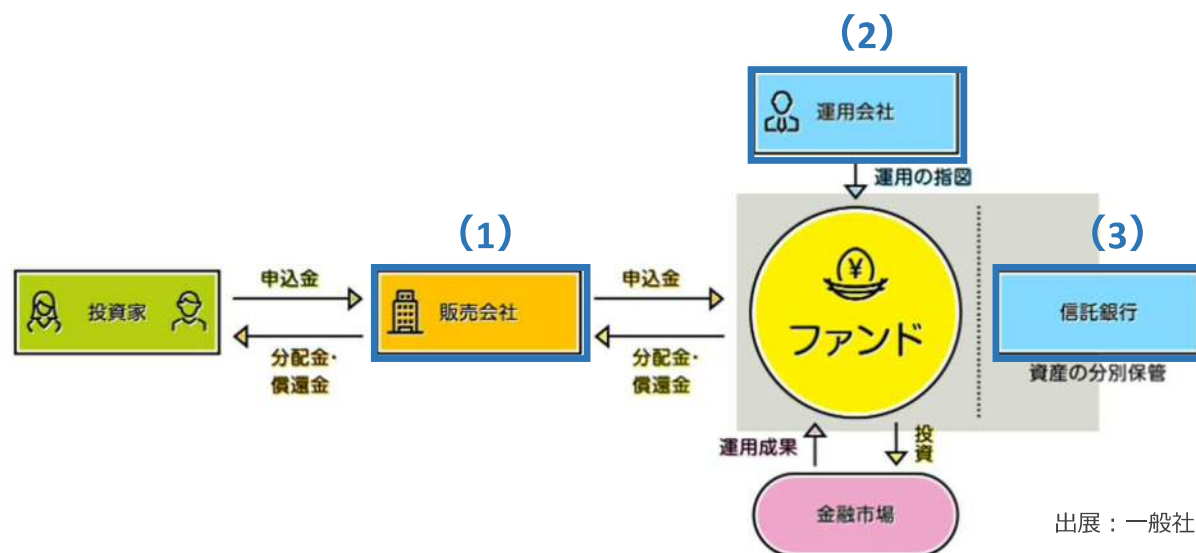 (2)
運用会社
運用の指図
(1)
(3)
投資家
申込金
販売会社
申込金
¥
ファンド
信託銀行
分配金・
償還金
分配金・
償還金
資産の分別保管
運用成果
投
資
金融市場
出展：一般社